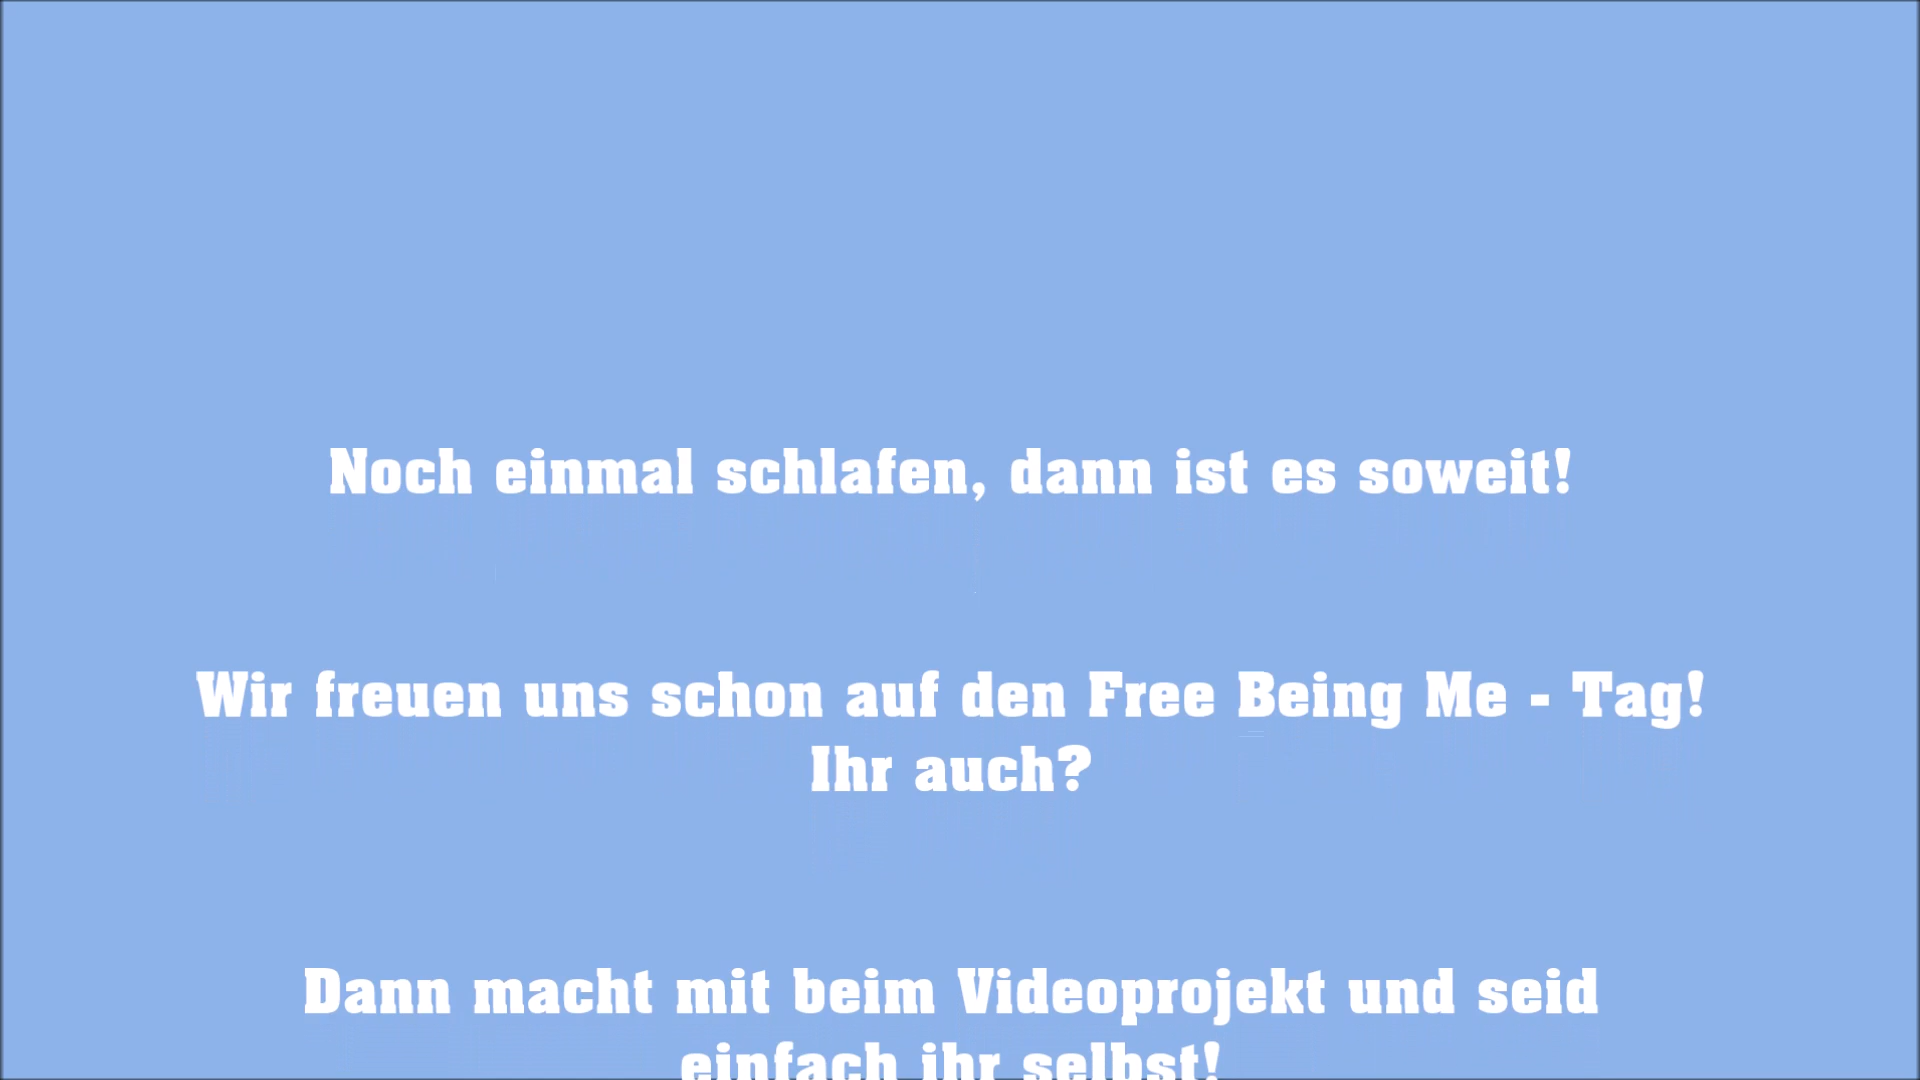 Noch einmal schlafen, dann ist es soweit!
Wir freuen uns schon auf den Free Being Me - Tag!
Ihr auch?
Dann macht mit beim Videoprojekt und seid
einfach ihr selbst!